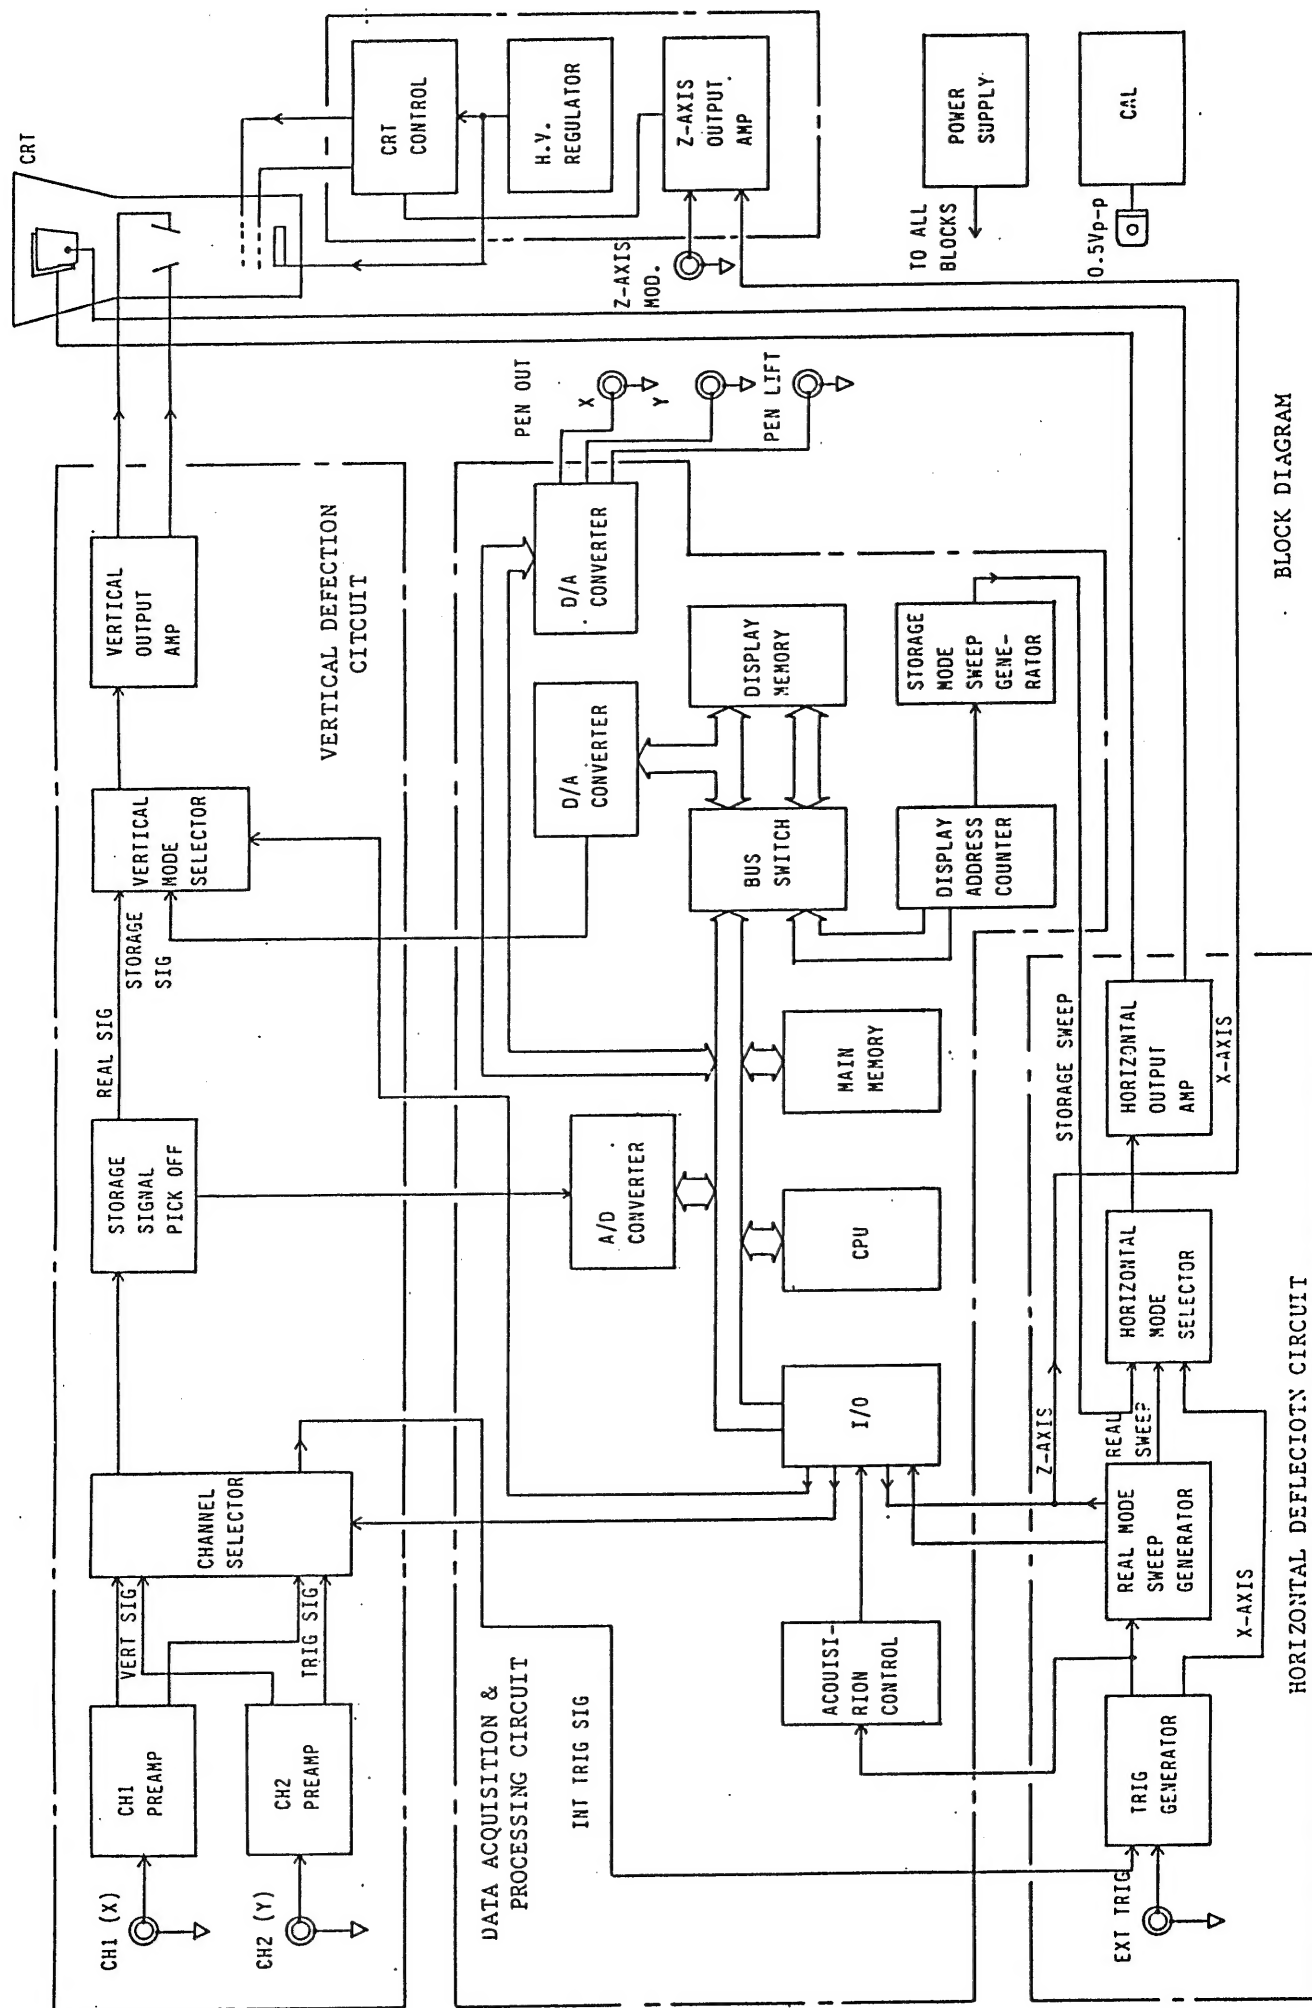 CH1 (X)
CH1
PREAMP
VERT SIG
CH2 (Y)
CH2
PREAMP
TRIG SIG
CHANNEL
SELECTOR
STORAGE
SIGNAL
PICK OFF
REAL SIG
STORAGE
SIG
VERTICAL
MODE
SELECTOR
VERTICAL
OUTPUT
AMP
VERTICAL DEFECTION
CITCUIT
CRT
CRT
CONTROL
H.V.
REGULATOR
Z-AXIS
OUTPUT
AMP
Z-AXIS
MOD.
POWER
SUPPLY
TO ALL
BLOCKS
CAL
0.5Vp-p
DATA ACQUISITION &
PROCESSING CIRCUIT
INT TRIG SIG
A/D
CONVERTER
D/A
CONVERTER
D/A
CONVERTER
PEN OUT
X
Y
PEN LIFT
ACOUISI-
RION
CONTROL
I/O
CPU
MAIN
MEMORY
BUS
SWITCH
DISPLAY
MEMORY
DISPLAY
ADDRESS
COUNTER
STORAGE
MODE
SWEEP
GENE-
RATOR
EXT TRIG
TRIG
GENERATOR
REAL MODE
SWEEP
GENERATOR
X-AXIS
Z-AXIS
REAL
SWEEP
STORAGE SWEEP
HORIZONTAL
MODE
SELECTOR
HORIZONTAL
OUTPUT
AMP
X-AXIS
HORIZONTAL DEFLECIOTN CIRCUIT
BLOCK DIAGRAM